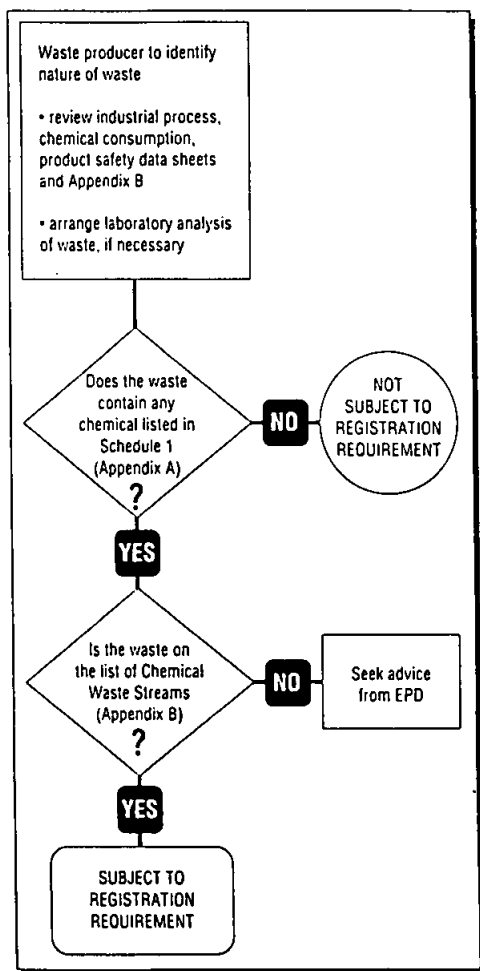 Waste producer to identify
nature of waste
• review industrial process,
chemical consumption,
product safety data sheets
and Appendix B
• arrange laboratory analysis
of waste, if necessary
Does the waste
contain any
chemical listed in
Schedule 1
(Appendix A)
?
NO
NOT
SUBJECT TO
REGISTRATION
REQUIREMENT
YES
Is the waste on
the list of Chemical
Waste Streams
(Appendix B)
?
NO
Seek advice
from EPD
YES
SUBJECT TO
REGISTRATION
REQUIREMENT